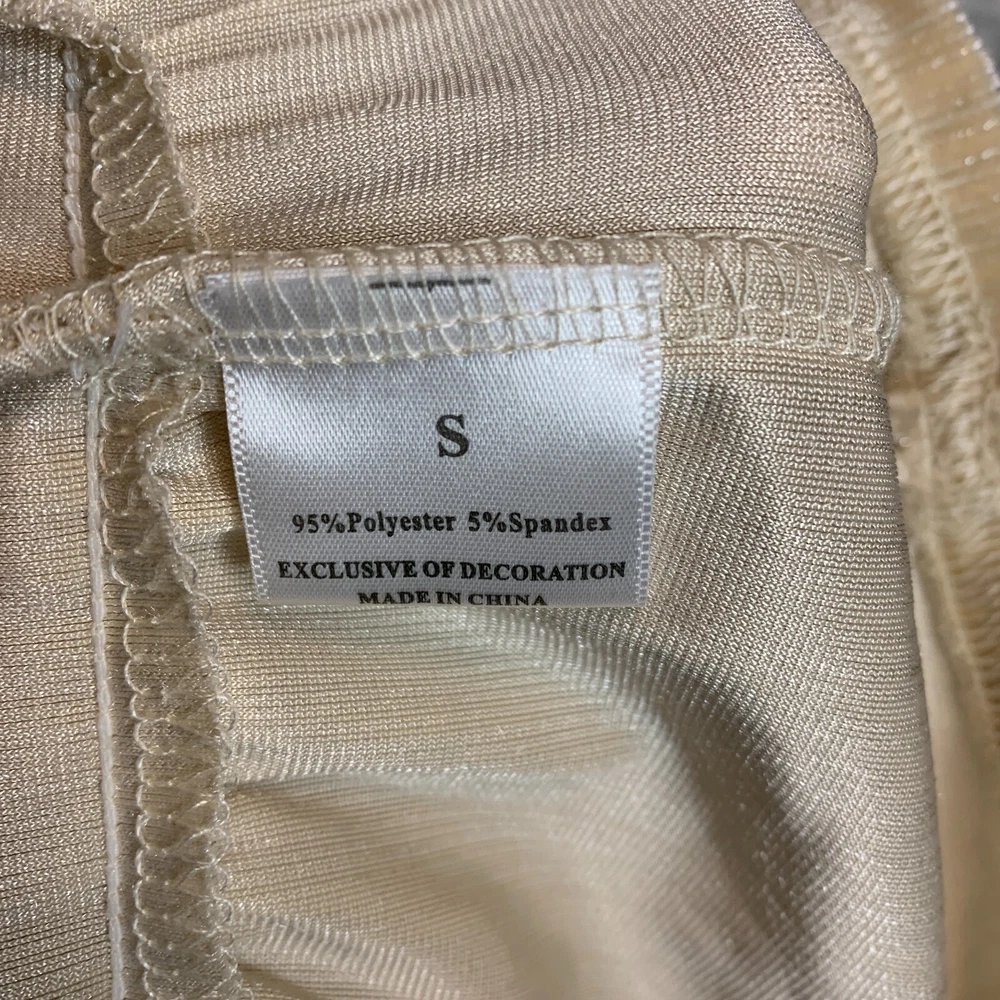 S
95%Polyester 5%Spandex
EXCLUSIVE OF DECORATION
MADE IN CHINA